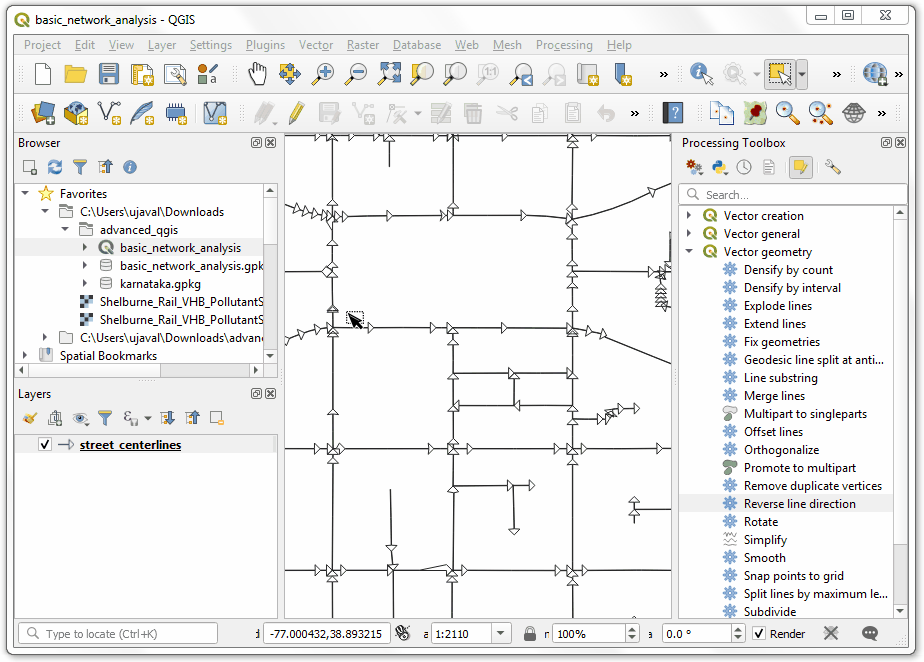 basic_network_analysis - QGIS
Project Edit View Layer Settings Plugins Vector Raster Database Web Mesh Processing Help
1:1
» » »
» ? »
Browser
Favorites
C:\Users\ujaval\Downloads
advanced_qgis
basic_network_analysis
basic_network_analysis.gpk
karnataka.gpkg
Shelburne_Rail_VHB_PollutantS
Shelburne_Rail_VHB_PollutantS
C:\Users\ujaval\Downloads\advan
Spatial Bookmarks
Layers
street_centerlines
Processing Toolbox
Search...
Vector creation
Vector general
Vector geometry
Densify by count
Densify by interval
Explode lines
Extend lines
Fix geometries
Geodesic line split at anti...
Line substring
Merge lines
Multipart to singleparts
Offset lines
Orthogonalize
Promote to multipart
Remove duplicate vertices
Reverse line direction
Rotate
Simplify
Smooth
Snap points to grid
Split lines by maximum le...
Subdivide
Type to locate (Ctrl+K) -77.000432,38.893215 a 1:2110 100% a 0.0 ° Render